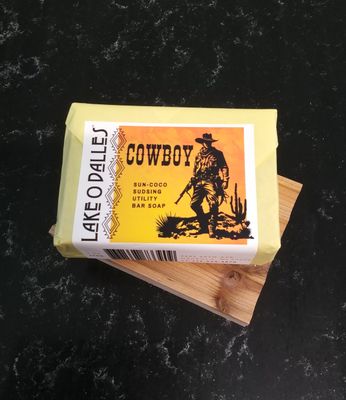 LAKE O DALLES
COWBOY
SUN-COCO
SUDSING
UTILITY
BAR SOAP